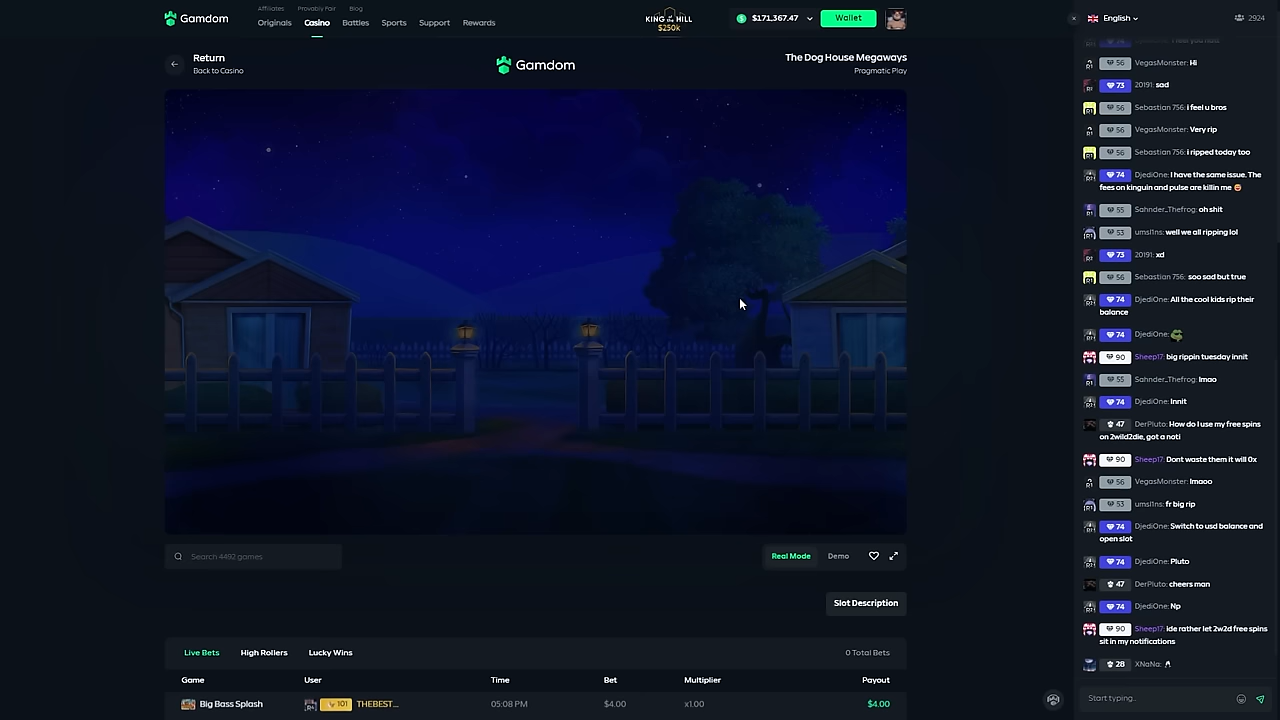 Affiliates Provably Fair Blog
Gamdom
Originals Casino Battles Sports Support Rewards
KING OF THE HILL
$250k
$171,367.47
Wallet
English
2924
Return
Back to Casino
Gamdom
The Dog House Megaways
Pragmatic Play
56 VegasMonster: Hi
73 20191: sad
56 Sebastian 756: i feel u bros
56 VegasMonster: Very rip
56 Sebastian 756: i ripped today too
74 DjediOne: I have the same issue. The
fees on kinguin and pulse are killin me
55 Sahnder_Thefrog: oh shit
53 umsl1ns: well we all ripping lol
73 20191: xd
56 Sebastian 756: soo sad but true
74 DjediOne: All the cool kids rip their
balance
74 DjediOne:
90 Sheep17: big rippin tuesday innit
55 Sahnder_Thefrog: lmao
74 DjediOne: Innit
47 DerPluto: How do I use my free spins
on 2wild2die, got a noti
90 Sheep17: Dont waste them it will 0x
56 VegasMonster: lmaoo
53 umsl1ns: fr big rip
74 DjediOne: Switch to usd balance and
open slot
74 DjediOne: Pluto
47 DerPluto: cheers man
74 DjediOne: Np
90 Sheep17: ide rather let 2w2d free spins
sit in my notifications
28 XNaNa:
Start typing..
Search 4492 games
Real Mode Demo
Slot Description
Live Bets High Rollers Lucky Wins
0 Total Bets
Game User Time Bet Multiplier Payout
Big Bass Splash 101 THEBEST_... 05:08 PM $4.00 x1.00 $4.00